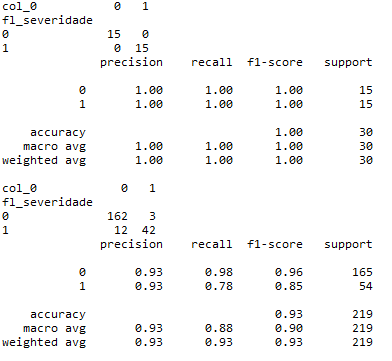 col_0 0 1
fl_severidade
0 15 0
1 0 15
precision recall f1-score support
0 1.00 1.00 1.00 15
1 1.00 1.00 1.00 15
accuracy 1.00 30
macro avg 1.00 1.00 1.00 30
weighted avg 1.00 1.00 1.00 30
col_0 0 1
fl_severidade
0 162 3
1 12 42
precision recall f1-score support
0 0.93 0.98 0.96 165
1 0.93 0.78 0.85 54
accuracy 0.93 219
macro avg 0.93 0.88 0.90 219
weighted avg 0.93 0.93 0.93 219